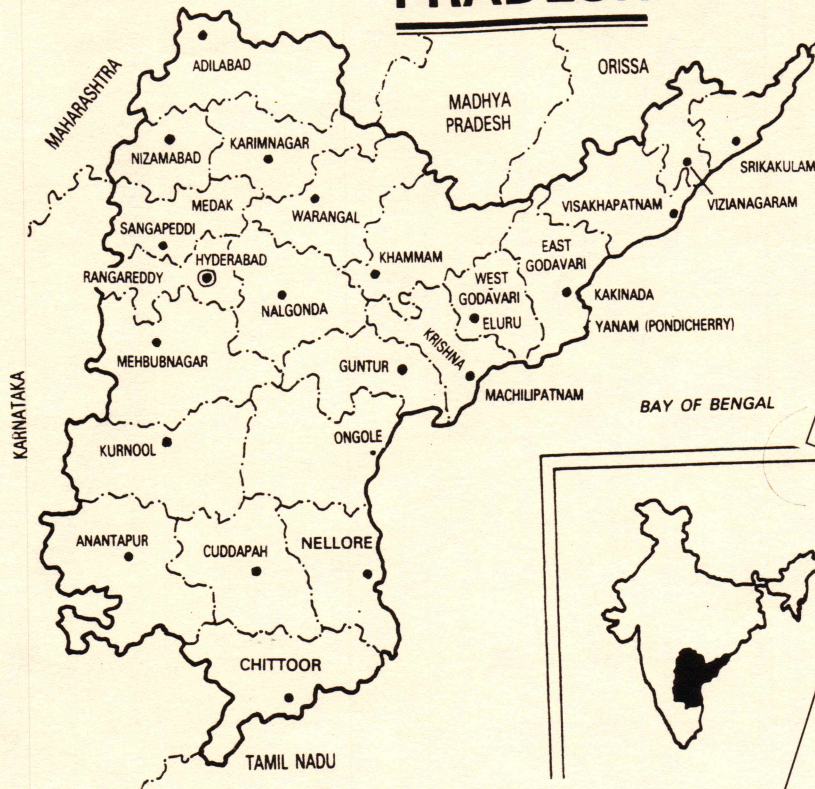 PRADESH
MAHARASHTRA
ADILABAD
ORISSA
MADHYA
PRADESH
NIZAMABAD
KARIMNAGAR
SRIKAKULAM
MEDAK
WARANGAL
VISAKHAPATNAM
VIZIANAGARAM
SANGAPEDDI
HYDERABAD
KHAMMAM
EAST
GODAVARI
RANGAREDDY
WEST
GODAVARI
NALGONDA
KAKINADA
ELURU
YANAM (PONDICHERRY)
MEHBUBNAGAR
GUNTUR
KRISHNA
MACHILIPATNAM
KARNATAKA
BAY OF BENGAL
KURNOOL
ONGOLE
ANANTAPUR
CUDDAPAH
NELLORE
CHITTOOR
TAMIL NADU